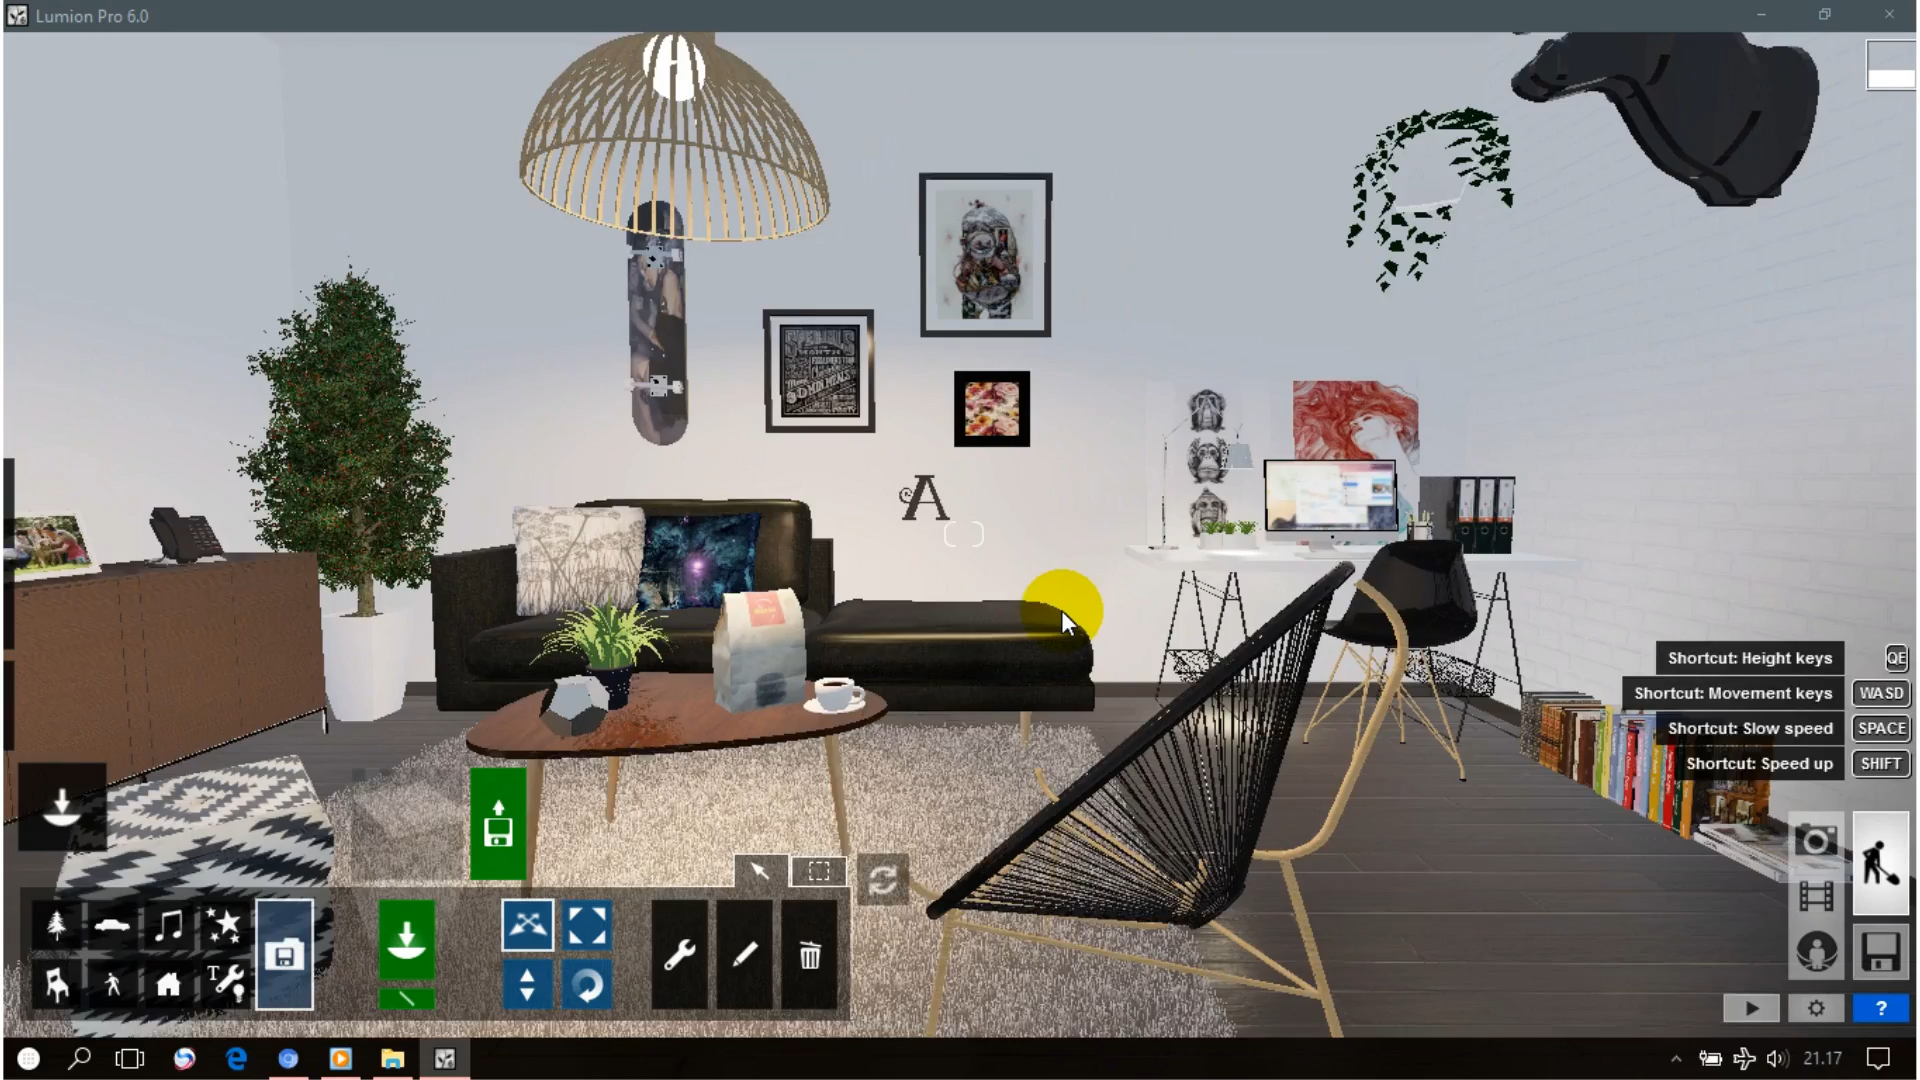 Lumion Pro 6.0
A
Shortcut: Height keys
QE
Shortcut: Movement keys
WASD
Shortcut: Slow speed
SPACE
Shortcut: Speed up
SHIFT
T
?
21.17